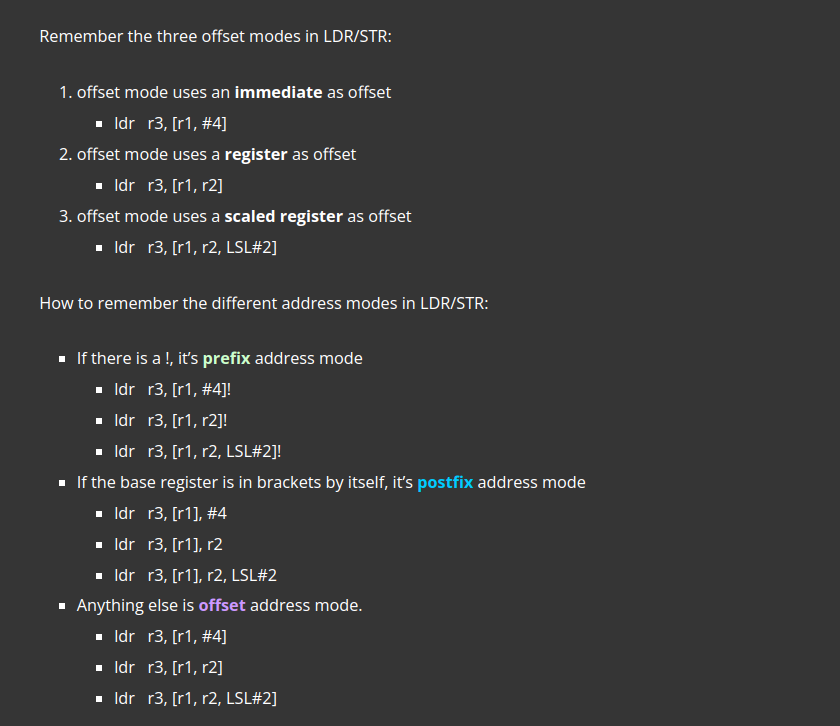 Remember the three offset modes in LDR/STR:
1. offset mode uses an immediate as offset
▪ ldr r3, [r1, #4]
2. offset mode uses a register as offset
▪ ldr r3, [r1, r2]
3. offset mode uses a scaled register as offset
▪ ldr r3, [r1, r2, LSL#2]
How to remember the different address modes in LDR/STR:
▪ If there is a !, it’s prefix address mode
▪ ldr r3, [r1, #4]!
▪ ldr r3, [r1, r2]!
▪ ldr r3, [r1, r2, LSL#2]!
▪ If the base register is in brackets by itself, it’s postfix address mode
▪ ldr r3, [r1], #4
▪ ldr r3, [r1], r2
▪ ldr r3, [r1], r2, LSL#2
▪ Anything else is offset address mode.
▪ ldr r3, [r1, #4]
▪ ldr r3, [r1, r2]
▪ ldr r3, [r1, r2, LSL#2]